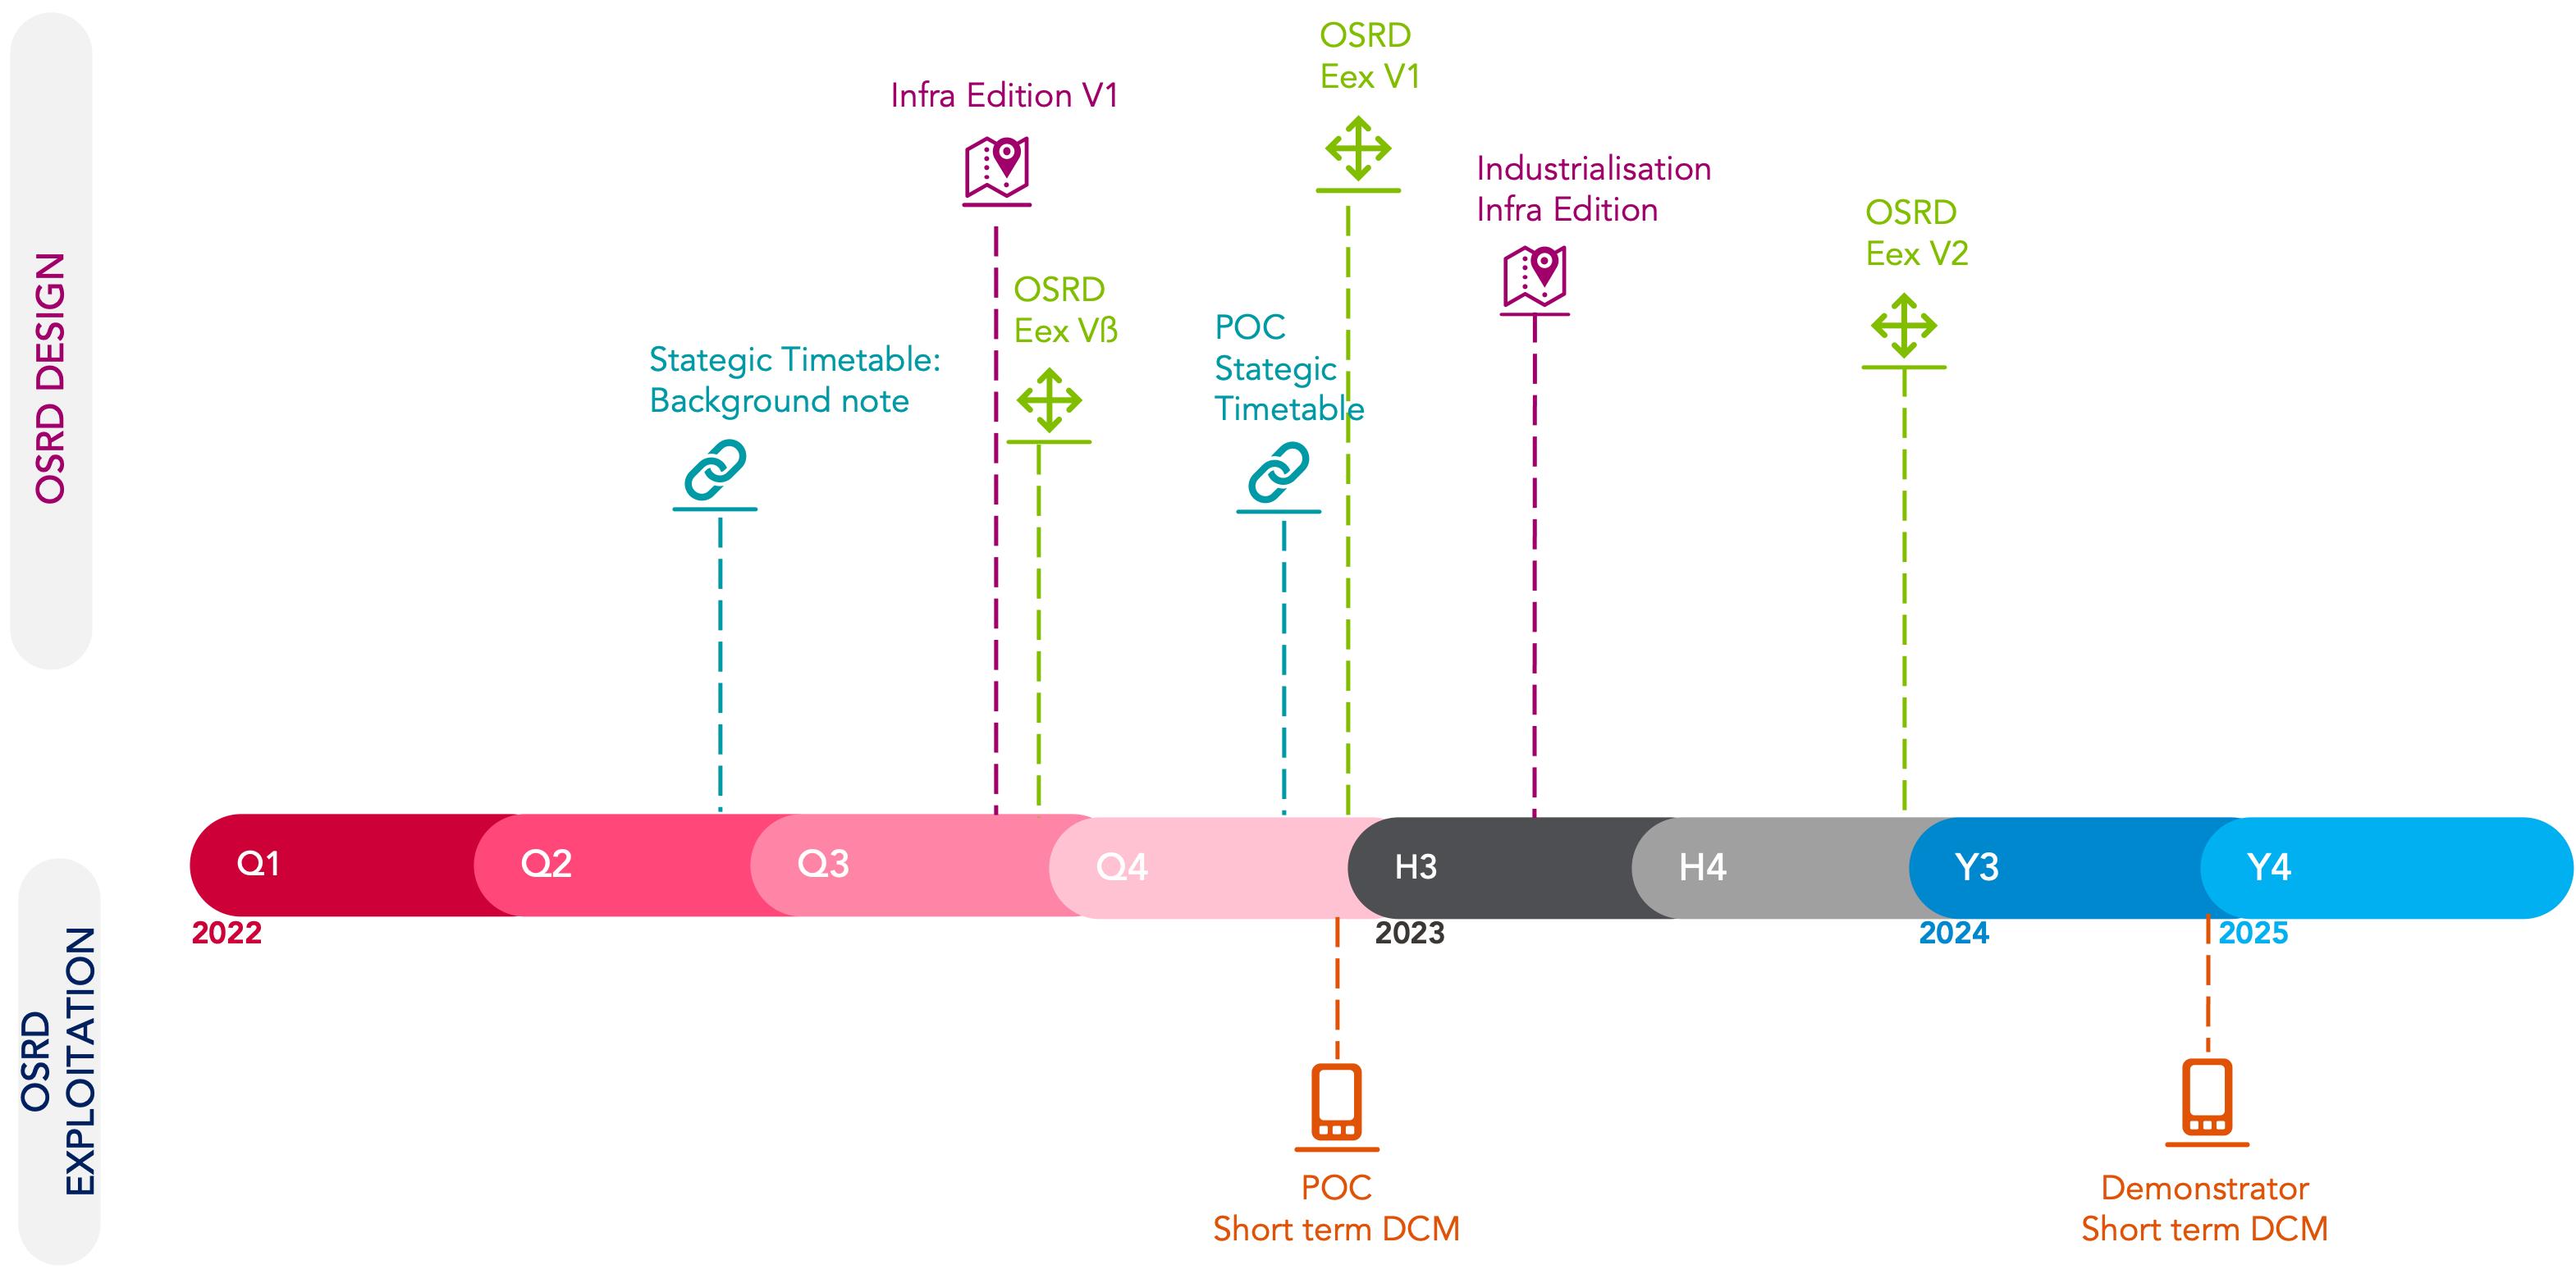 OSRD DESIGN
Infra Edition V1
OSRD
Eex V1
Industrialisation
Infra Edition
OSRD
Eex V2
OSRD
Eex Vß
Stategic Timetable:
Background note
POC
Stategic
Timetable
Q1
Q2
Q3
Q4
H3
H4
Y3
Y4
2022
2023
2024
2025
OSRD
EXPLOITATION
POC
Short term DCM
Demonstrator
Short term DCM